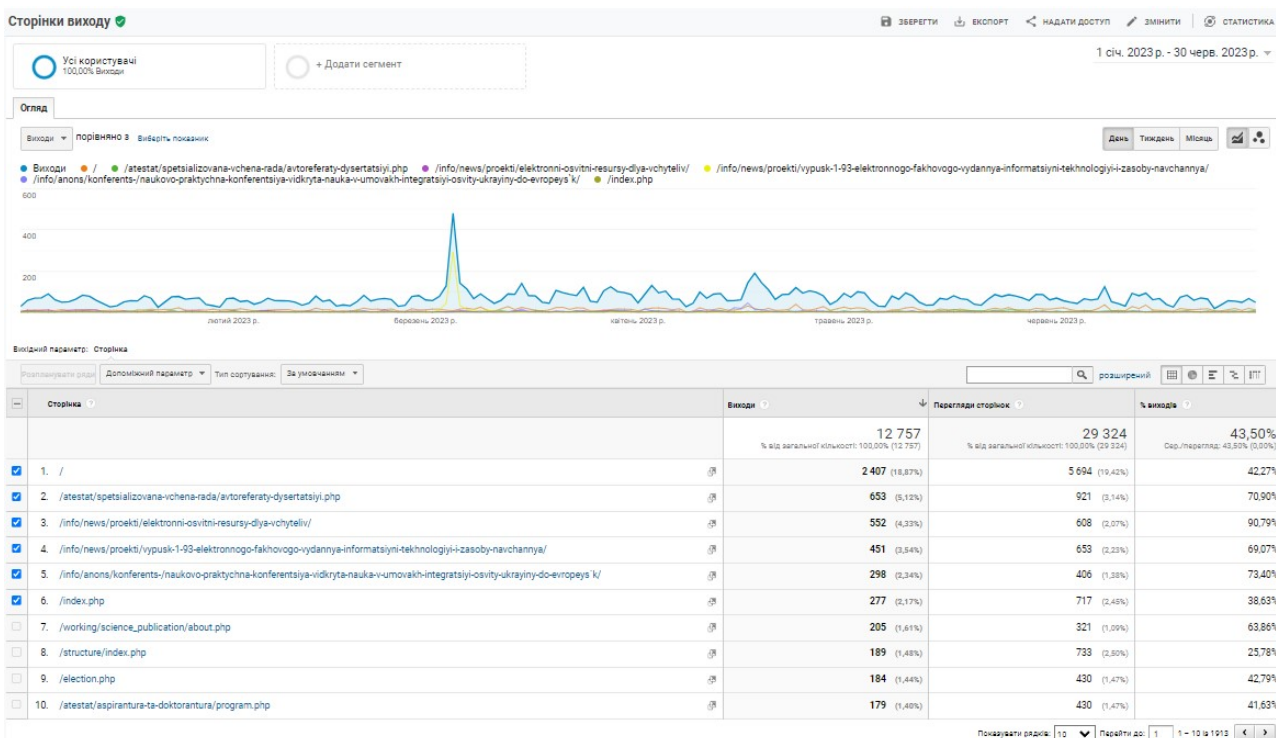 Сторінки виходу
ЗБЕРЕГТИ ЕКСПОРТ НАДАТИ ДОСТУП ЗМІНИТИ СТАТИСТИКА
Усі користувачі
100,00% Виходи
+ Додати сегмент
1 січ. 2023 р. - 30 черв. 2023 р.
Огляд
Виходи порівняно з Виберіть показник
День Тиждень Місяць
Виходи / /atestat/spetsializovana-vchena-rada/avtoreferaty-dysertatsiyi.php /info/news/proekti/elektronni-osvitni-resursy-dlya-vchyteliv/ /info/news/proekti/vypusk-1-93-elektronnogo-fakhovogo-vydannya-informatsiyni-tekhnologiyi-i-zasoby-navchannya/
/info/anons/konferents-/naukovo-praktychna-konferentsiya-vidkryta-nauka-v-umovakh-integratsiyi-osvity-ukrayiny-do-evropeys`k/ /index.php
600
400
200
лютий 2023 р. березень 2023 р. квітень 2023 р. травень 2023 р. червень 2023 р.
Вихідний параметр: Сторінка
Розпланувати ряди Допоміжний параметр Тип сортування: За умовчанням розширений
Сторінка Виходи Перегляди сторінок % виходів
12 757 29 324 43,50%
% від загальної кількості: 100,00% (12 757) % від загальної кількості: 100,00% (29 324) Сер./перегляд: 43,50% (0,00%)
1. / 2 407 (18,87%) 5 694 (19,42%) 42,27%
2. /atestat/spetsializovana-vchena-rada/avtoreferaty-dysertatsiyi.php 653 (5,12%) 921 (3,14%) 70,90%
3. /info/news/proekti/elektronni-osvitni-resursy-dlya-vchyteliv/ 552 (4,33%) 608 (2,07%) 90,79%
4. /info/news/proekti/vypusk-1-93-elektronnogo-fakhovogo-vydannya-informatsiyni-tekhnologiyi-i-zasoby-navchannya/ 451 (3,54%) 653 (2,23%) 69,07%
5. /info/anons/konferents-/naukovo-praktychna-konferentsiya-vidkryta-nauka-v-umovakh-integratsiyi-osvity-ukrayiny-do-evropeys`k/ 298 (2,34%) 406 (1,38%) 73,40%
6. /index.php 277 (2,17%) 717 (2,45%) 38,63%
7. /working/science_publication/about.php 205 (1,61%) 321 (1,09%) 63,86%
8. /structure/index.php 189 (1,48%) 733 (2,50%) 25,78%
9. /election.php 184 (1,44%) 430 (1,47%) 42,79%
10. /atestat/aspirantura-ta-doktorantura/program.php 179 (1,40%) 430 (1,47%) 41,63%
Показувати рядків: 10 Перейти до: 1 1 – 10 із 1913